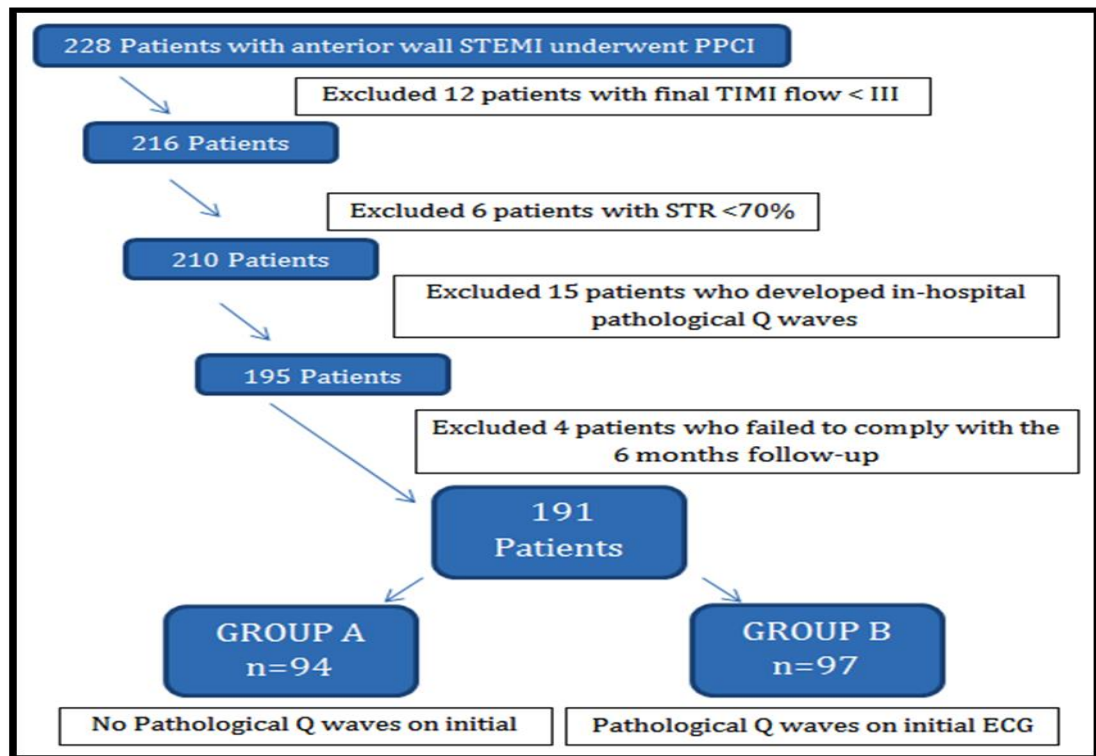 228 Patients with anterior wall STEMI underwent PPCI
Excluded 12 patients with final TIMI flow < III
216 Patients
Excluded 6 patients with STR <70%
210 Patients
Excluded 15 patients who developed in-hospital
pathological Q waves
195 Patients
Excluded 4 patients who failed to comply with the
6 months follow-up
191
Patients
GROUP A
n=94
GROUP B
n=97
No Pathological Q waves on initial
Pathological Q waves on initial ECG